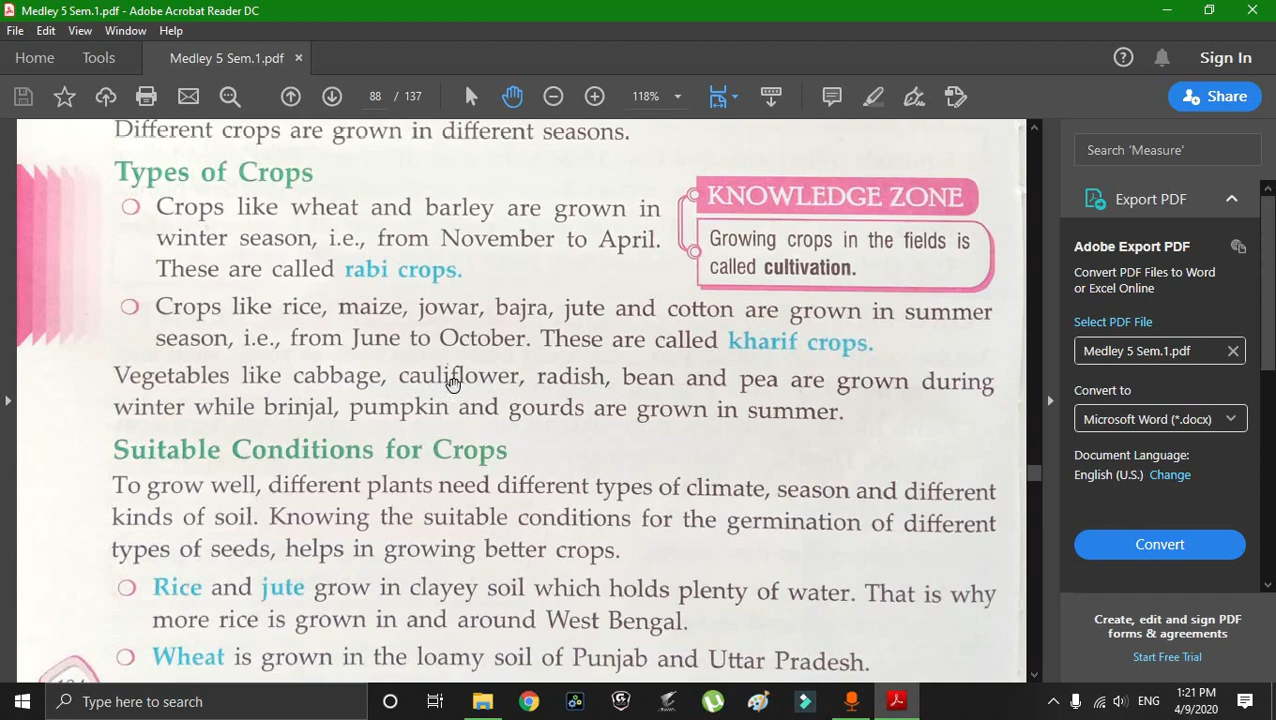 Medley 5 Sem.1.pdf - Adobe Acrobat Reader DC
File Edit View Window Help
Home Tools Medley 5 Sem.1.pdf × Sign In
88 / 137 118% Share
Different crops are grown in different seasons.
Types of Crops
Crops like wheat and barley are grown in
winter season, i.e., from November to April.
These are called rabi crops.
KNOWLEDGE ZONE
Growing crops in the fields is
called cultivation.
Crops like rice, maize, jowar, bajra, jute and cotton are grown in summer
season, i.e., from June to October. These are called kharif crops.
Vegetables like cabbage, cauliflower, radish, bean and pea are grown during
winter while brinjal, pumpkin and gourds are grown in summer.
Suitable Conditions for Crops
To grow well, different plants need different types of climate, season and different
kinds of soil. Knowing the suitable conditions for the germination of different
types of seeds, helps in growing better crops.
Rice and jute grow in clayey soil which holds plenty of water. That is why
more rice is grown in and around West Bengal.
Wheat is grown in the loamy soil of Punjab and Uttar Pradesh.
Search 'Measure'
Export PDF
Adobe Export PDF
Convert PDF Files to Word
or Excel Online
Select PDF File
Medley 5 Sem.1.pdf
Convert to
Microsoft Word (*.docx)
Document Language:
English (U.S.) Change
Convert
Create, edit and sign PDF
forms & agreements
Start Free Trial
Type here to search
ENG
1:21 PM
4/9/2020